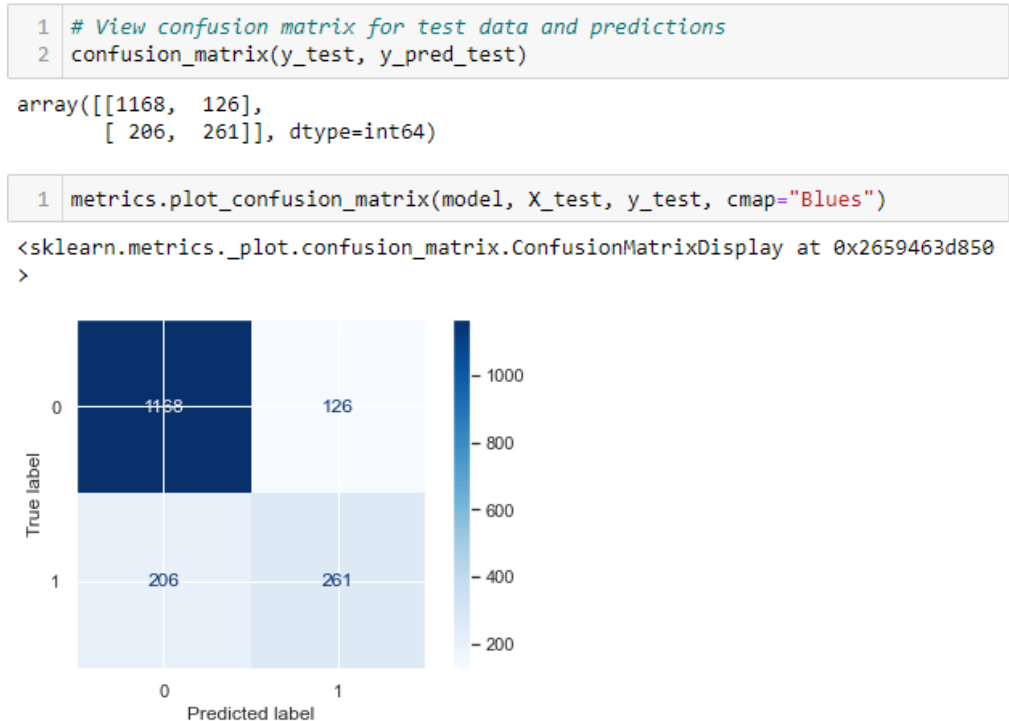 1 # View confusion matrix for test data and predictions
2 confusion_matrix(y_test, y_pred_test)
array([[1168,  126],
       [ 206,  261]], dtype=int64)
1 metrics.plot_confusion_matrix(model, X_test, y_test, cmap="Blues")
<sklearn.metrics._plot.confusion_matrix.ConfusionMatrixDisplay at 0x2659463d850
>
1000
0 1168 126
800
True label
600
1 206 261
400
200
0 1
Predicted label